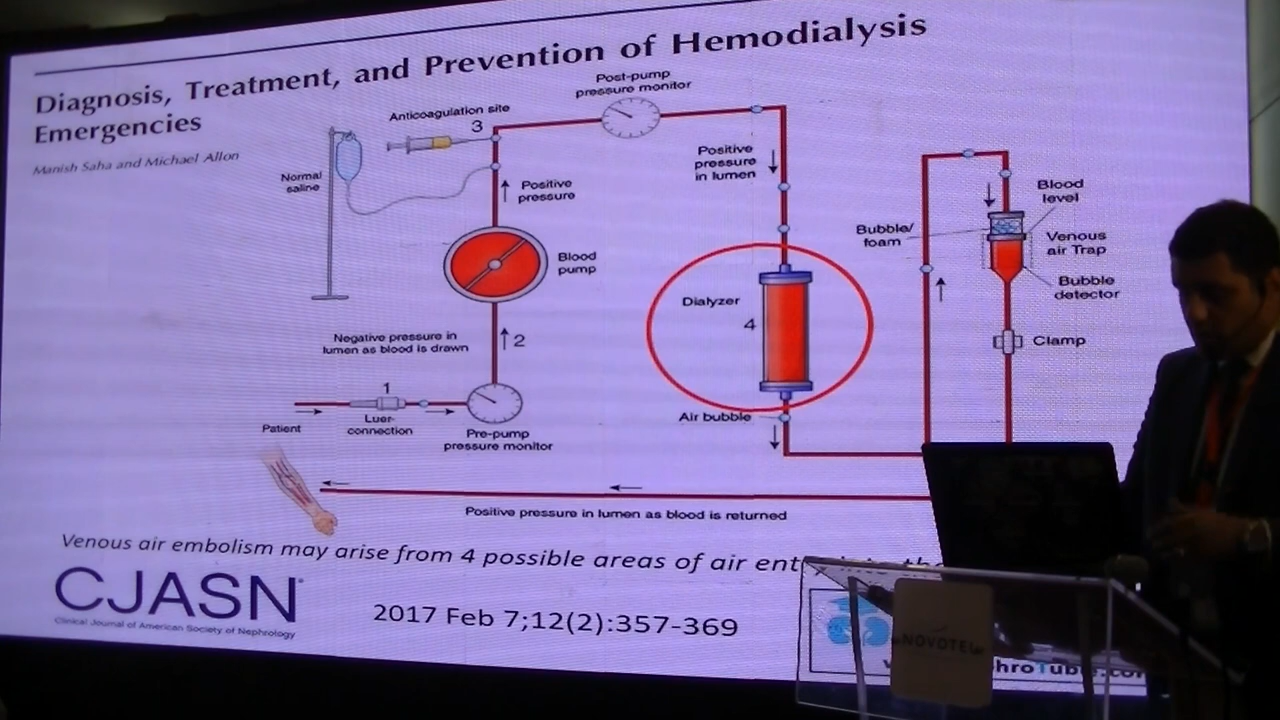 Diagnosis, Treatment, and Prevention of Hemodialysis
Emergencies
Manish Saha and Michael Allon
Post-pump
pressure monitor
Anticoagulation site
3
Normal
saline
Positive
pressure
Positive
pressure
in lumen
Blood
pump
Blood
level
Bubble/
foam
Venous
air Trap
Bubble
detector
Dialyzer
4
Negative pressure in
lumen as blood is drawn
2
Clamp
1
Patient
Luer-
connection
Pre-pump
pressure monitor
Air bubble
Positive pressure in lumen as blood is returned
Venous air embolism may arise from 4 possible areas of air
CJASN
Clinical Journal of American Society of Nephrology
2017 Feb 7;12(2):357-369
NOVOTEL